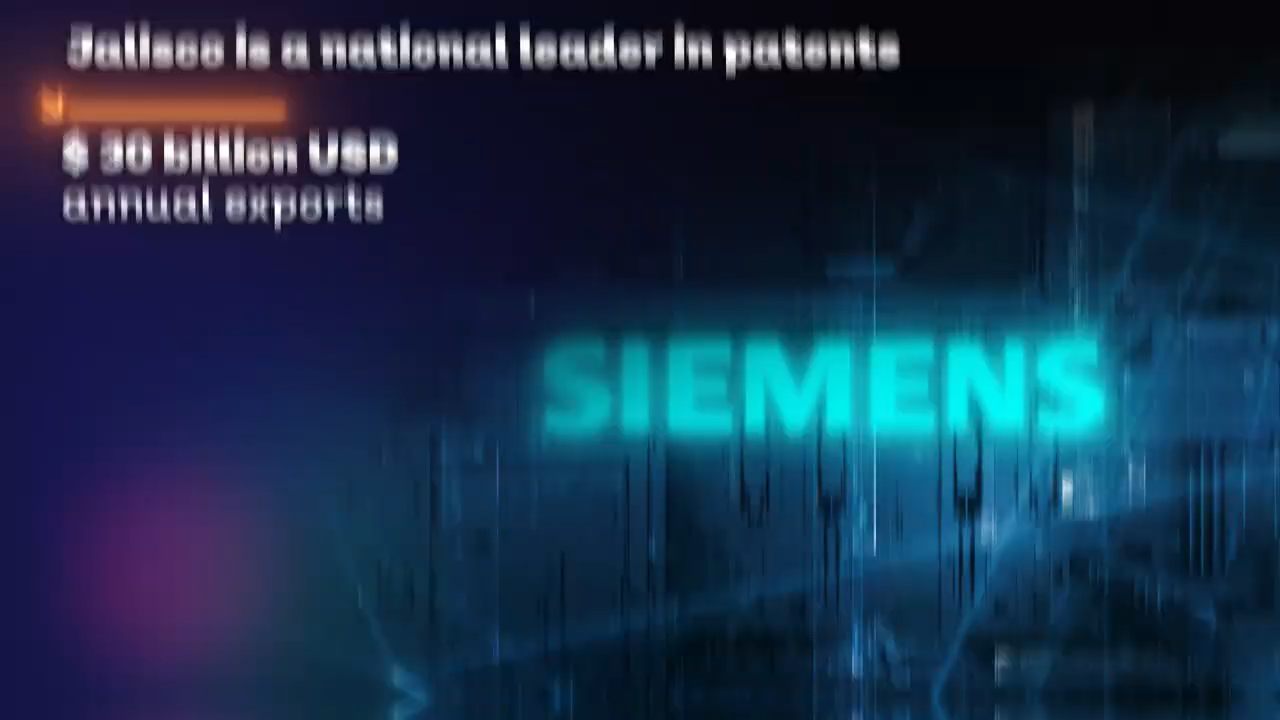 Jalisco is a national leader in patents
$ 30 billion USD
annual exports
SIEMENS